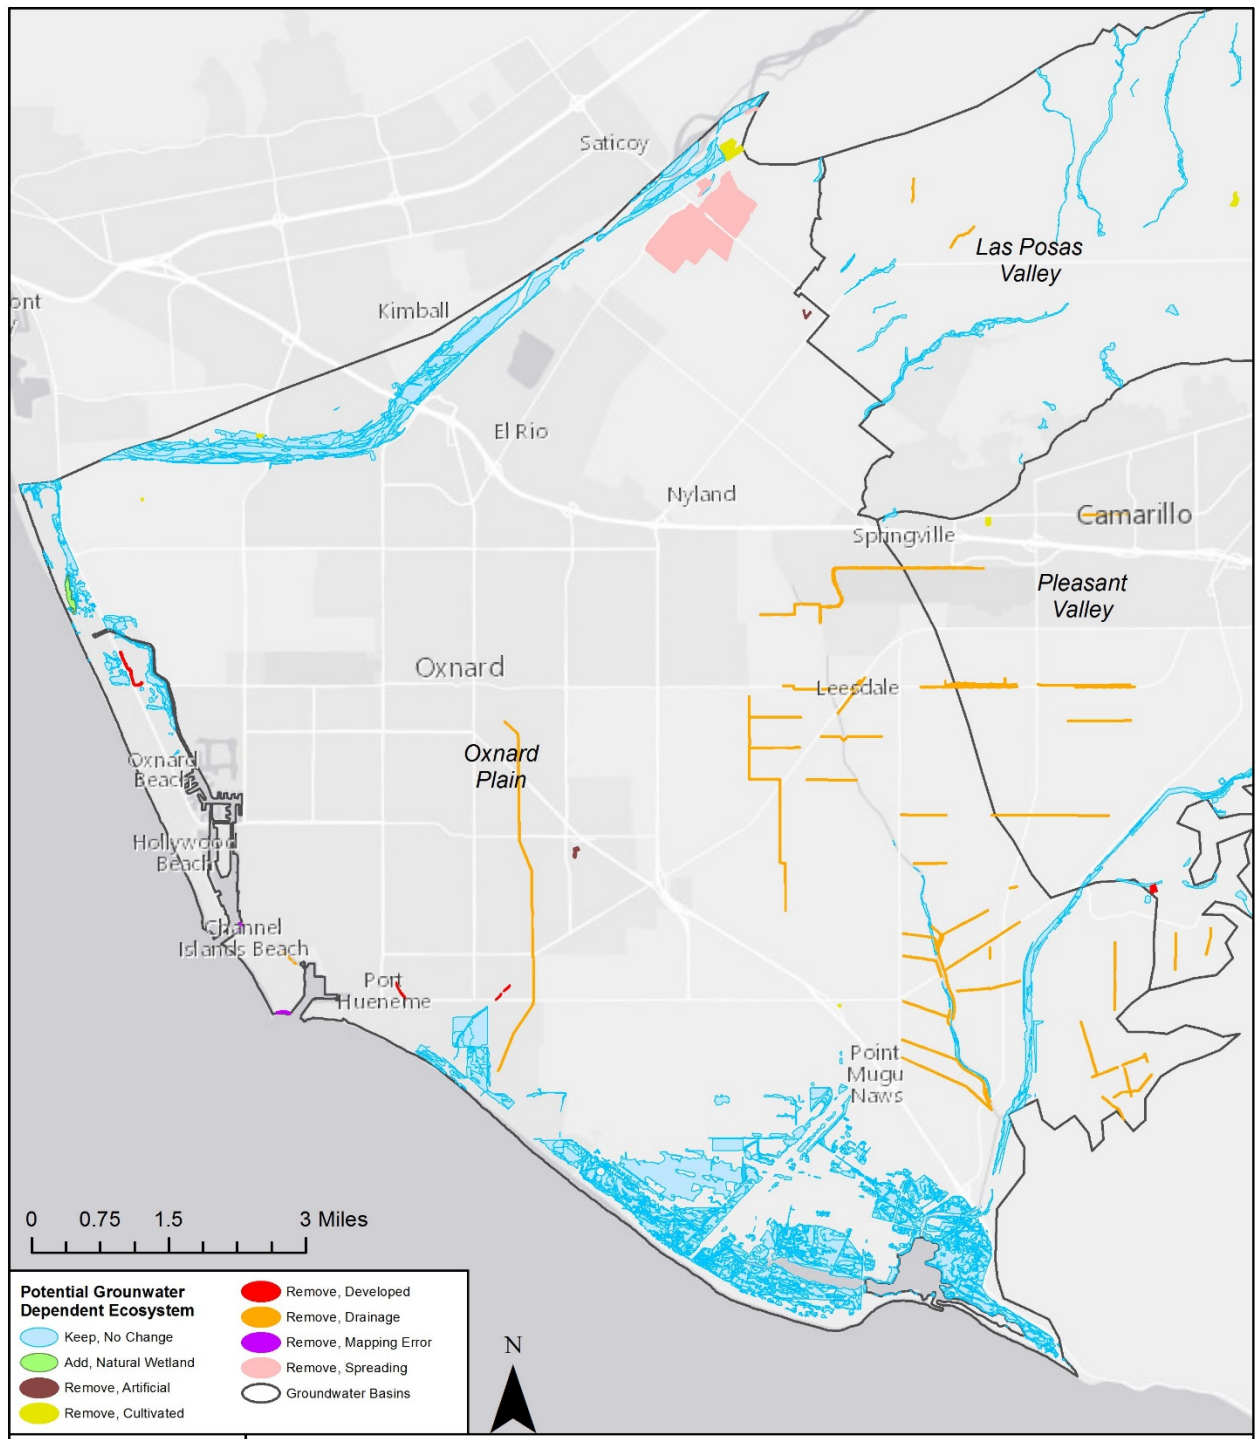 Saticoy
Las Posas
Valley
ont
y
Kimball
El Rio
Nyland
Camarillo
Springville
Pleasant
Valley
Oxnard
Leesdale
Oxnard
Plain
Oxnard
Beach
Hollywood
Beach
Channel
Islands Beach
Port
Hueneme
Point
Mugu
Naws
0 0.75 1.5 3 Miles
N
Potential Grounwater
Dependent Ecosystem
Keep, No Change
Add, Natural Wetland
Remove, Artificial
Remove, Cultivated
Remove, Developed
Remove, Drainage
Remove, Mapping Error
Remove, Spreading
Groundwater Basins